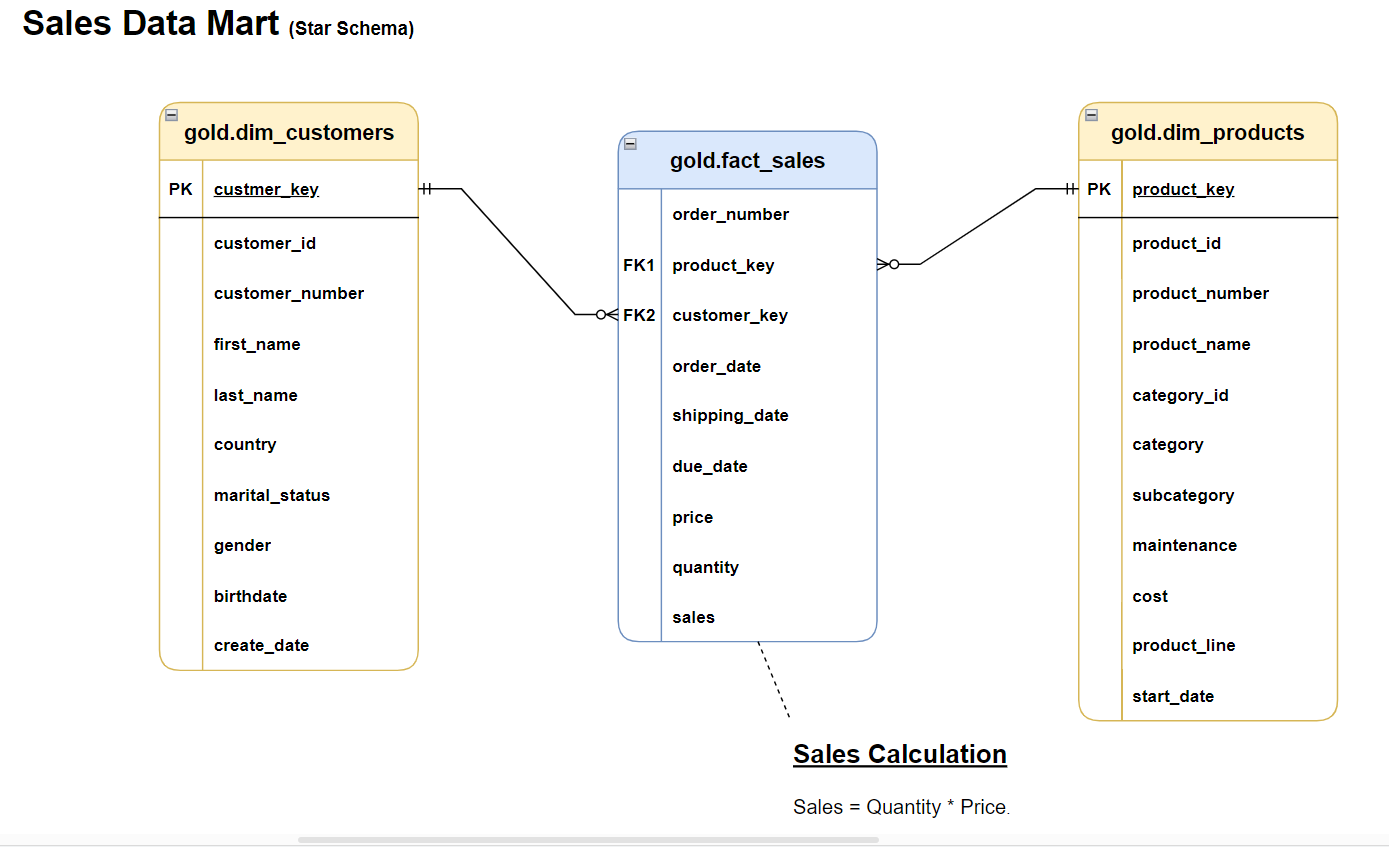 Sales Data Mart (Star Schema)
gold.dim_customers
PK custmer_key
customer_id
customer_number
first_name
last_name
country
marital_status
gender
birthdate
create_date
gold.fact_sales
order_number
FK1 product_key
FK2 customer_key
order_date
shipping_date
due_date
price
quantity
sales
gold.dim_products
PK product_key
product_id
product_number
product_name
category_id
category
subcategory
maintenance
cost
product_line
start_date
Sales Calculation
Sales = Quantity * Price.